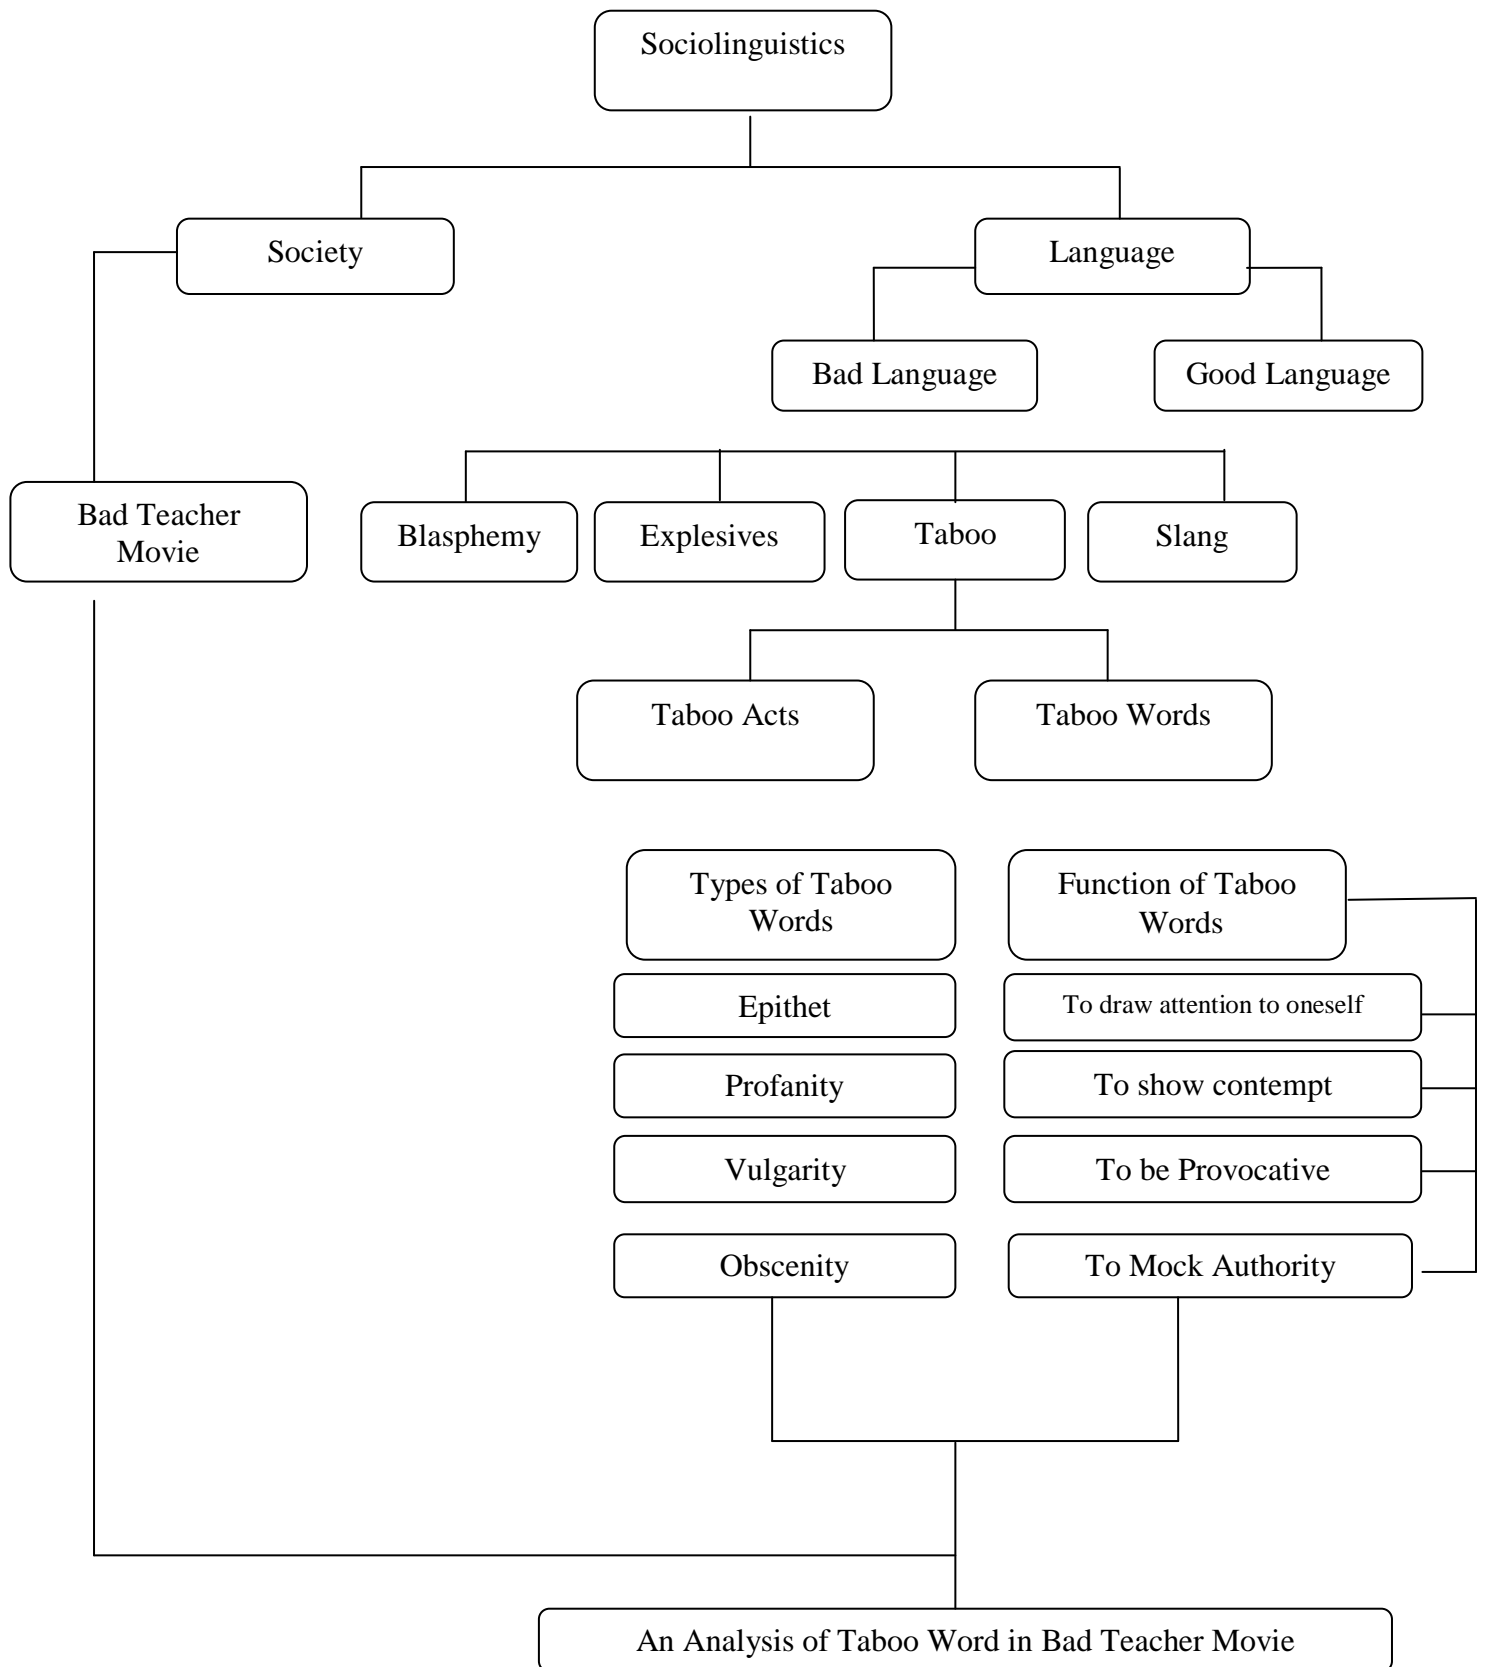 Sociolinguistics
Society
Language
Bad Language
Good Language
Bad Teacher
Movie
Blasphemy
Explesives
Taboo
Slang
Taboo Acts
Taboo Words
Types of Taboo
Words
Function of Taboo
Words
Epithet
To draw attention to oneself
Profanity
To show contempt
Vulgarity
To be Provocative
Obscenity
To Mock Authority
An Analysis of Taboo Word in Bad Teacher Movie